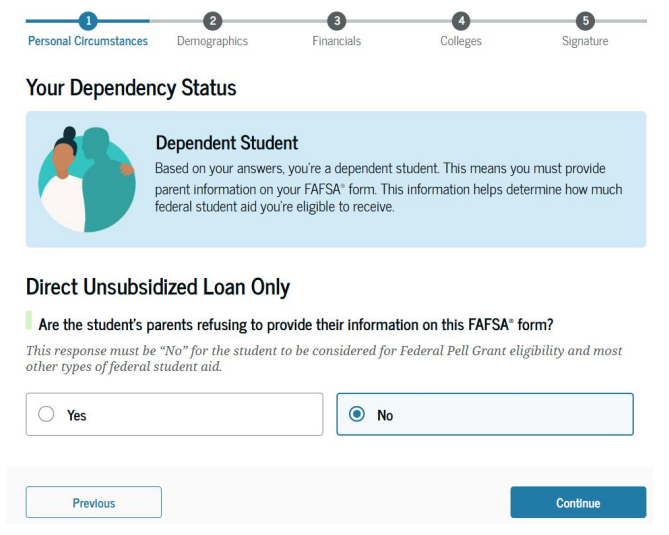 1 2 3 4 5
Personal Circumstances Demographics Financials Colleges Signature
Your Dependency Status
Dependent Student
Based on your answers, you're a dependent student. This means you must provide
parent information on your FAFSA® form. This information helps determine how much
federal student aid you're eligible to receive.
Direct Unsubsidized Loan Only
Are the student's parents refusing to provide their information on this FAFSA® form?
This response must be “No” for the student to be considered for Federal Pell Grant eligibility and most
other types of federal student aid.
Yes No
Previous Continue